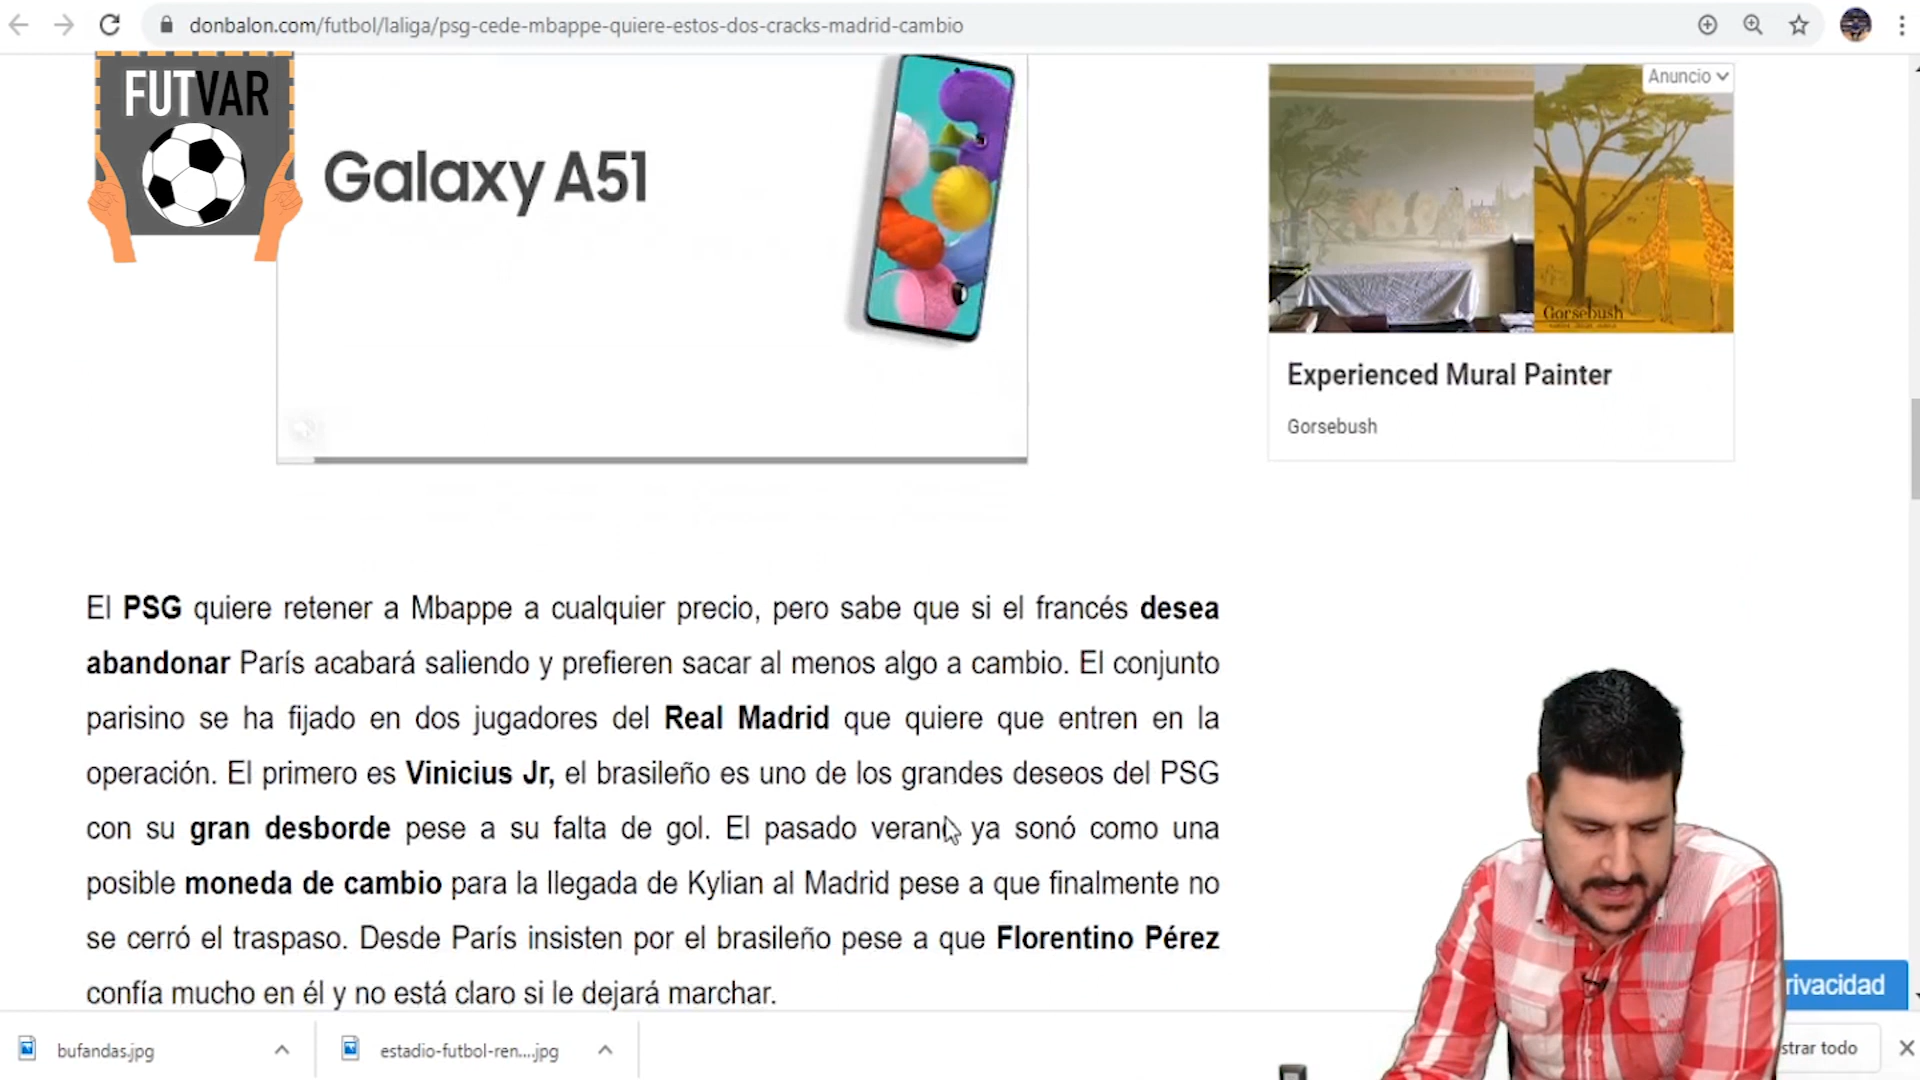 donbalon.com/futbol/laliga/psg-cede-mbappe-quiere-estos-dos-cracks-madrid-cambio
FUTVAR
Galaxy A51
Anuncio
Gorsebush
Experienced Mural Painter
Gorsebush
El PSG quiere retener a Mbappe a cualquier precio, pero sabe que si el francés desea
abandonar París acabará saliendo y prefieren sacar al menos algo a cambio. El conjunto
parisino se ha fijado en dos jugadores del Real Madrid que quiere que entren en la
operación. El primero es Vinicius Jr, el brasileño es uno de los grandes deseos del PSG
con su gran desborde pese a su falta de gol. El pasado verano ya sonó como una
posible moneda de cambio para la llegada de Kylian al Madrid pese a que finalmente no
se cerró el traspaso. Desde París insisten por el brasileño pese a que Florentino Pérez
confía mucho en él y no está claro si le dejará marchar.
rivacidad
bufandas.jpg
estadio-futbol-ren....jpg
strar todo